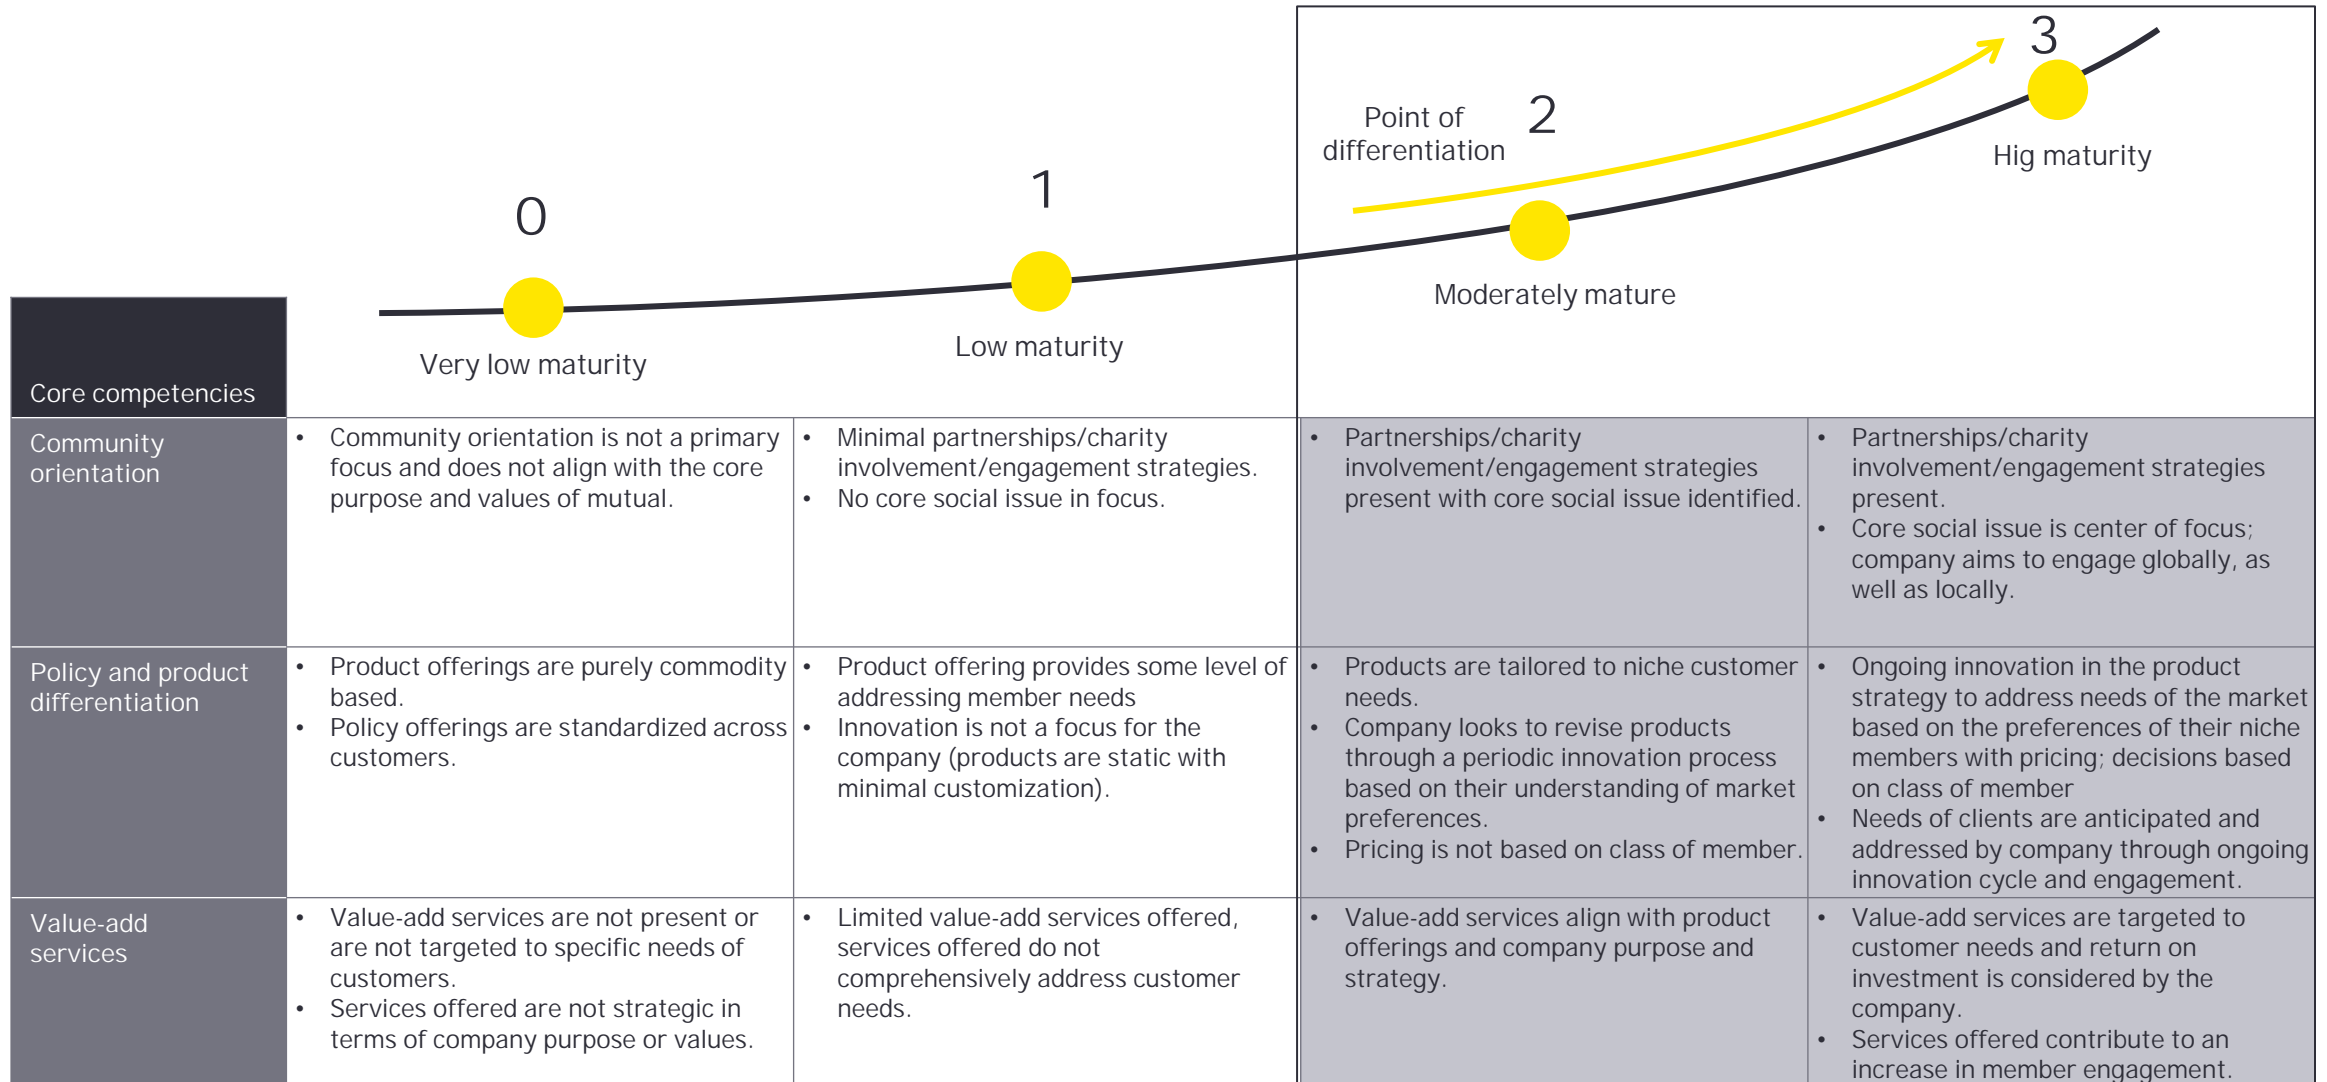 3
Point of
differentiation
2
Hig maturity
1
0
Moderately mature
Low maturity
Very low maturity
Core competencies
Community
orientation
• Community orientation is not a primary
focus and does not align with the core
purpose and values of mutual.
• Minimal partnerships/charity
involvement/engagement strategies.
• No core social issue in focus.
• Partnerships/charity
involvement/engagement strategies
present with core social issue identified.
• Partnerships/charity
involvement/engagement strategies
present.
• Core social issue is center of focus;
company aims to engage globally, as
well as locally.
Policy and product
differentiation
• Product offerings are purely commodity
based.
• Policy offerings are standardized across
customers.
• Product offering provides some level of
addressing member needs
• Innovation is not a focus for the
company (products are static with
minimal customization).
• Products are tailored to niche customer
needs.
• Company looks to revise products
through a periodic innovation process
based on their understanding of market
preferences.
• Pricing is not based on class of member.
• Ongoing innovation in the product
strategy to address needs of the market
based on the preferences of their niche
members with pricing; decisions based
on class of member
• Needs of clients are anticipated and
addressed by company through ongoing
innovation cycle and engagement.
Value-add
services
• Value-add services are not present or
are not targeted to specific needs of
customers.
• Services offered are not strategic in
terms of company purpose or values.
• Limited value-add services offered,
services offered do not
comprehensively address customer
needs.
• Value-add services align with product
offerings and company purpose and
strategy.
• Value-add services are targeted to
customer needs and return on
investment is considered by the
company.
• Services offered contribute to an
increase in member engagement.